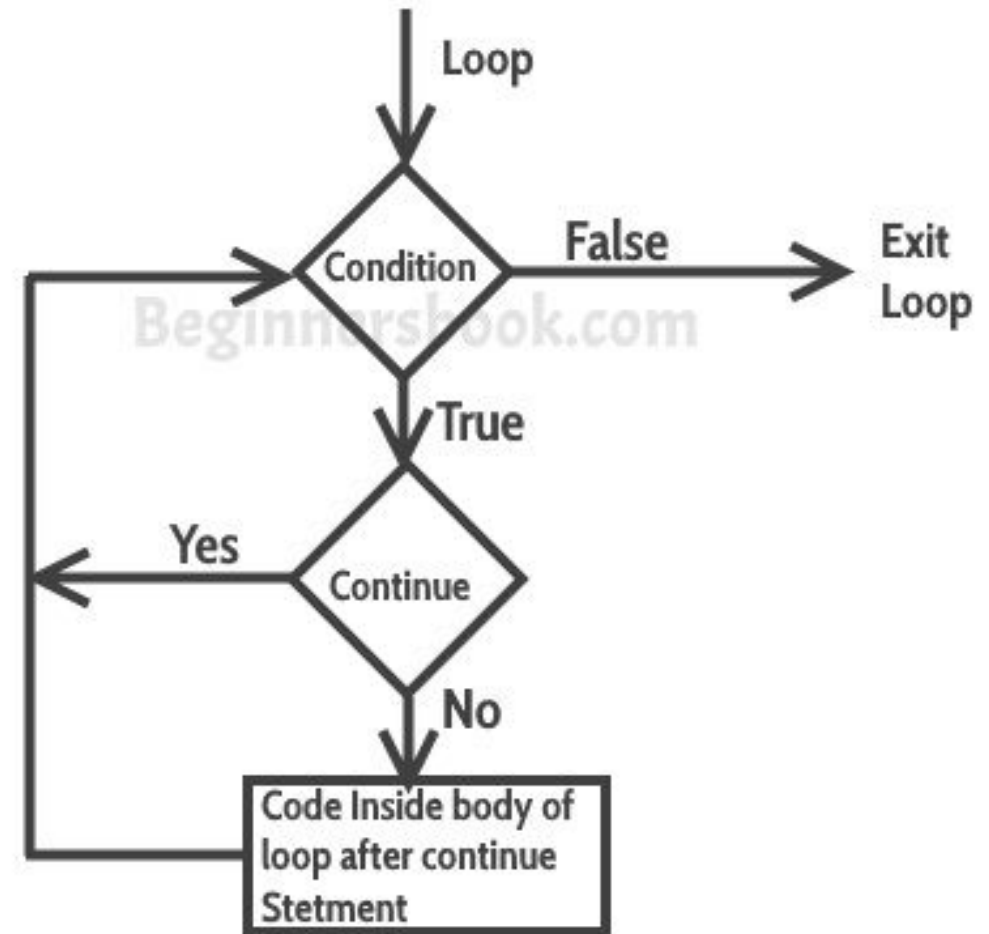 Loop
Condition
False
Exit
Loop
Beginnersbook.com
True
Yes
Continue
No
Code Inside body of
loop after continue
Stetment